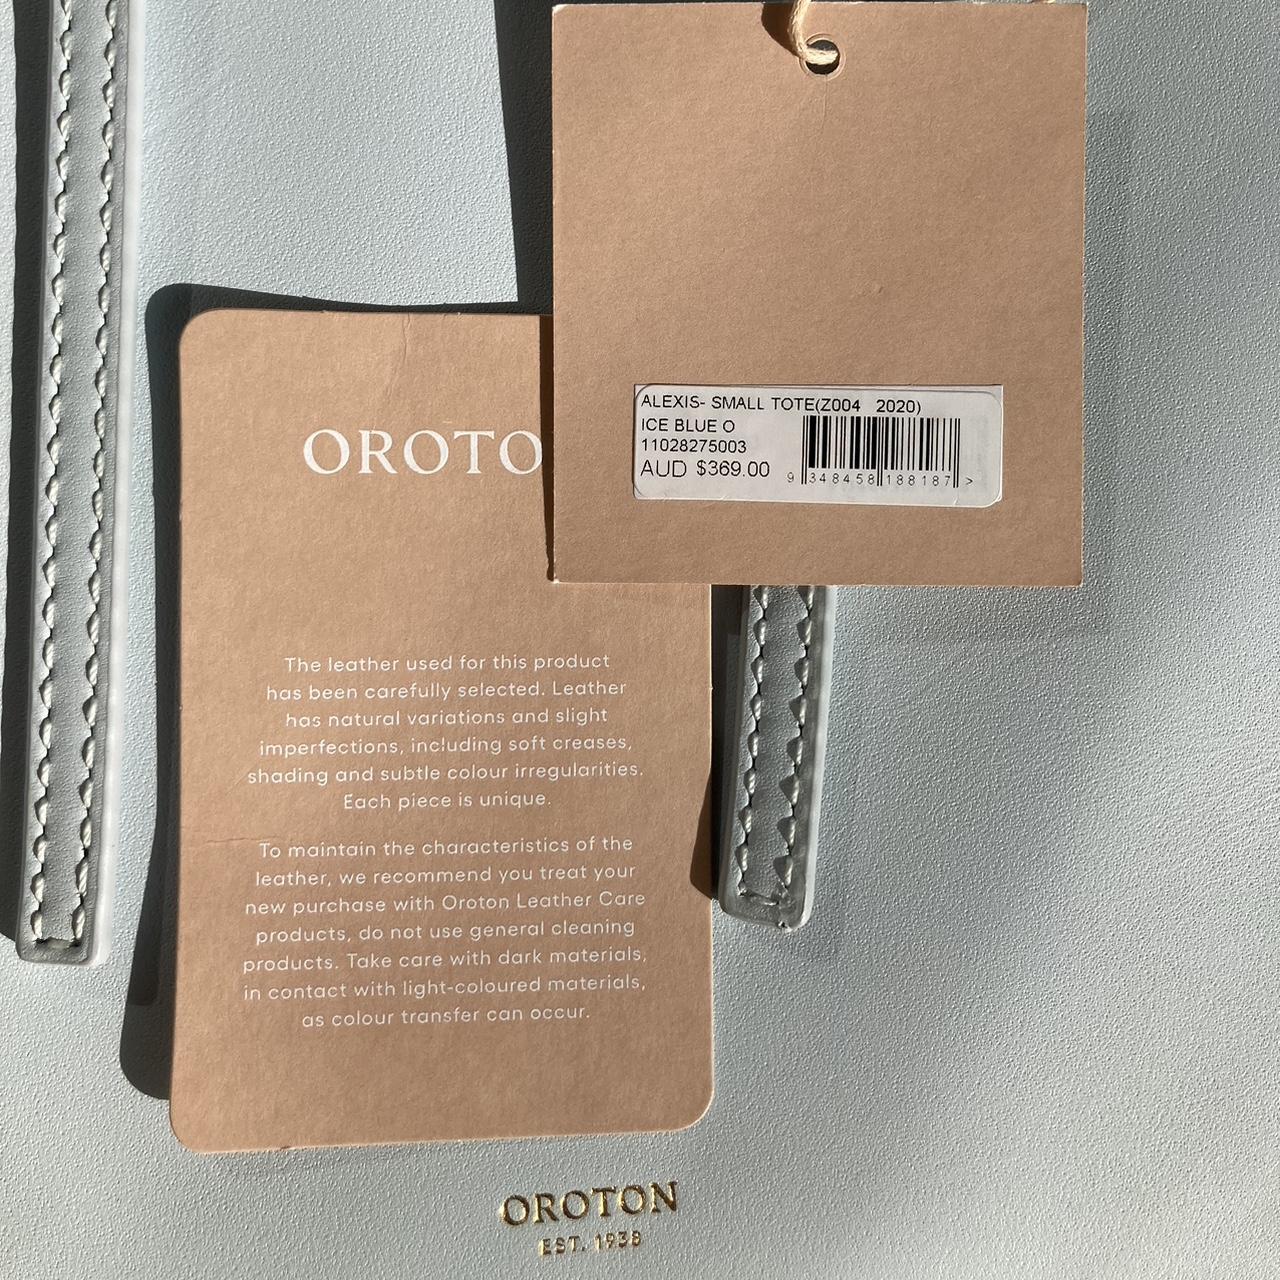 ALEXIS- SMALL TOTE(Z004 2020)
ICE BLUE O
11028275003
AUD $369.00
9 348458 188187 >
OROTO
The leather used for this product
has been carefully selected. Leather
has natural variations and slight
imperfections, including soft creases,
shading and subtle colour irregularities.
Each piece is unique.
To maintain the characteristics of the
leather, we recommend you treat your
new purchase with Oroton Leather Care
products, do not use general cleaning
products. Take care with dark materials,
in contact with light-coloured materials,
as colour transfer can occur.
OROTON
EST. 1938